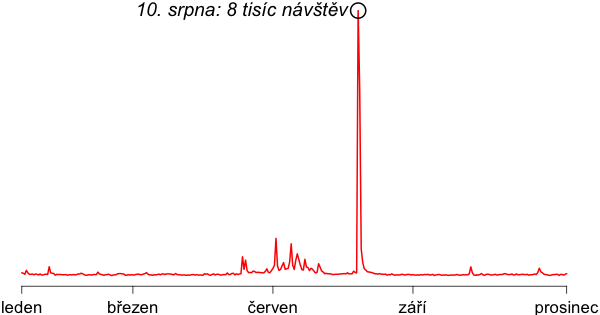 10. srpna: 8 tisíc návštěv
leden březen červen září prosinec